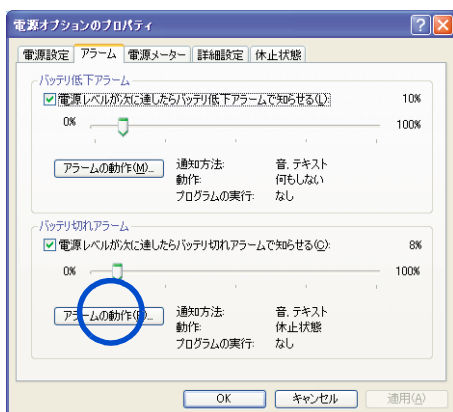 電源オプションのプロパティ
電源設定 アラーム 電源メーター 詳細設定 休止状態
バッテリ低下アラーム
電源レベルが次に達したらバッテリ低下アラームで知らせる(L): 10%
0% 100%
アラームの動作(M)... 通知方法: 音, テキスト
動作: 何もしない
プログラムの実行: なし
バッテリ切れアラーム
電源レベルが次に達したらバッテリ切れアラームで知らせる(C): 8%
0% 100%
アラームの動作 通知方法: 音, テキスト
動作: 休止状態
プログラムの実行: なし
OK キャンセル 適用(A)